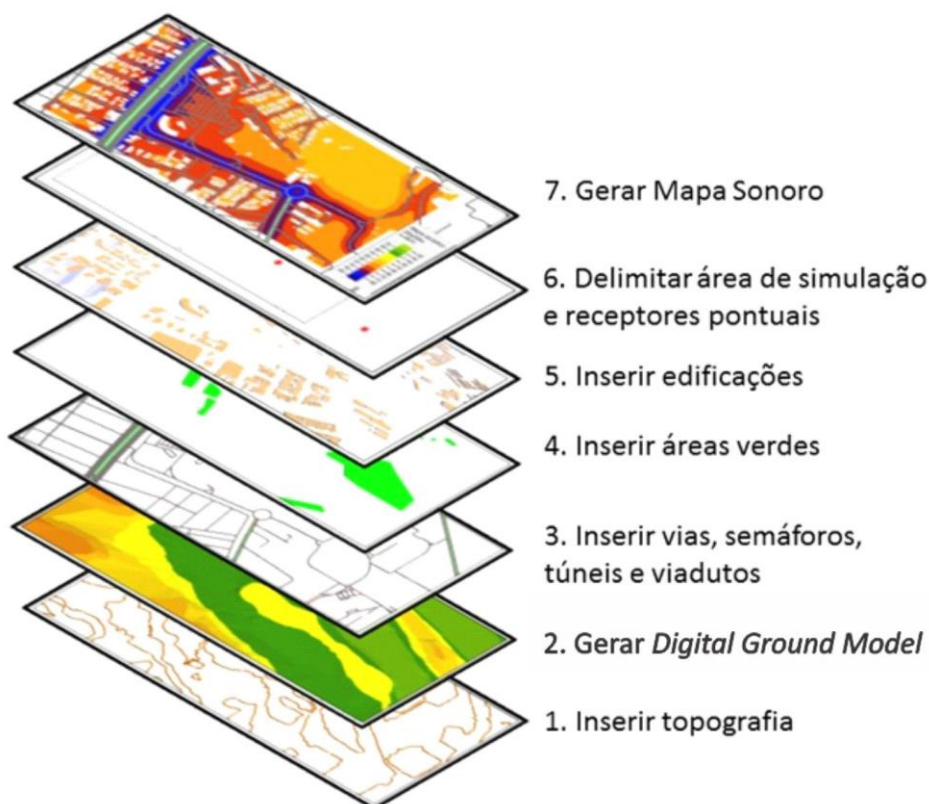 7. Gerar Mapa Sonoro
6. Delimitar área de simulação
e receptores pontuais
5. Inserir edificações
4. Inserir áreas verdes
3. Inserir vias, semáforos,
túneis e viadutos
2. Gerar Digital Ground Model
1. Inserir topografia